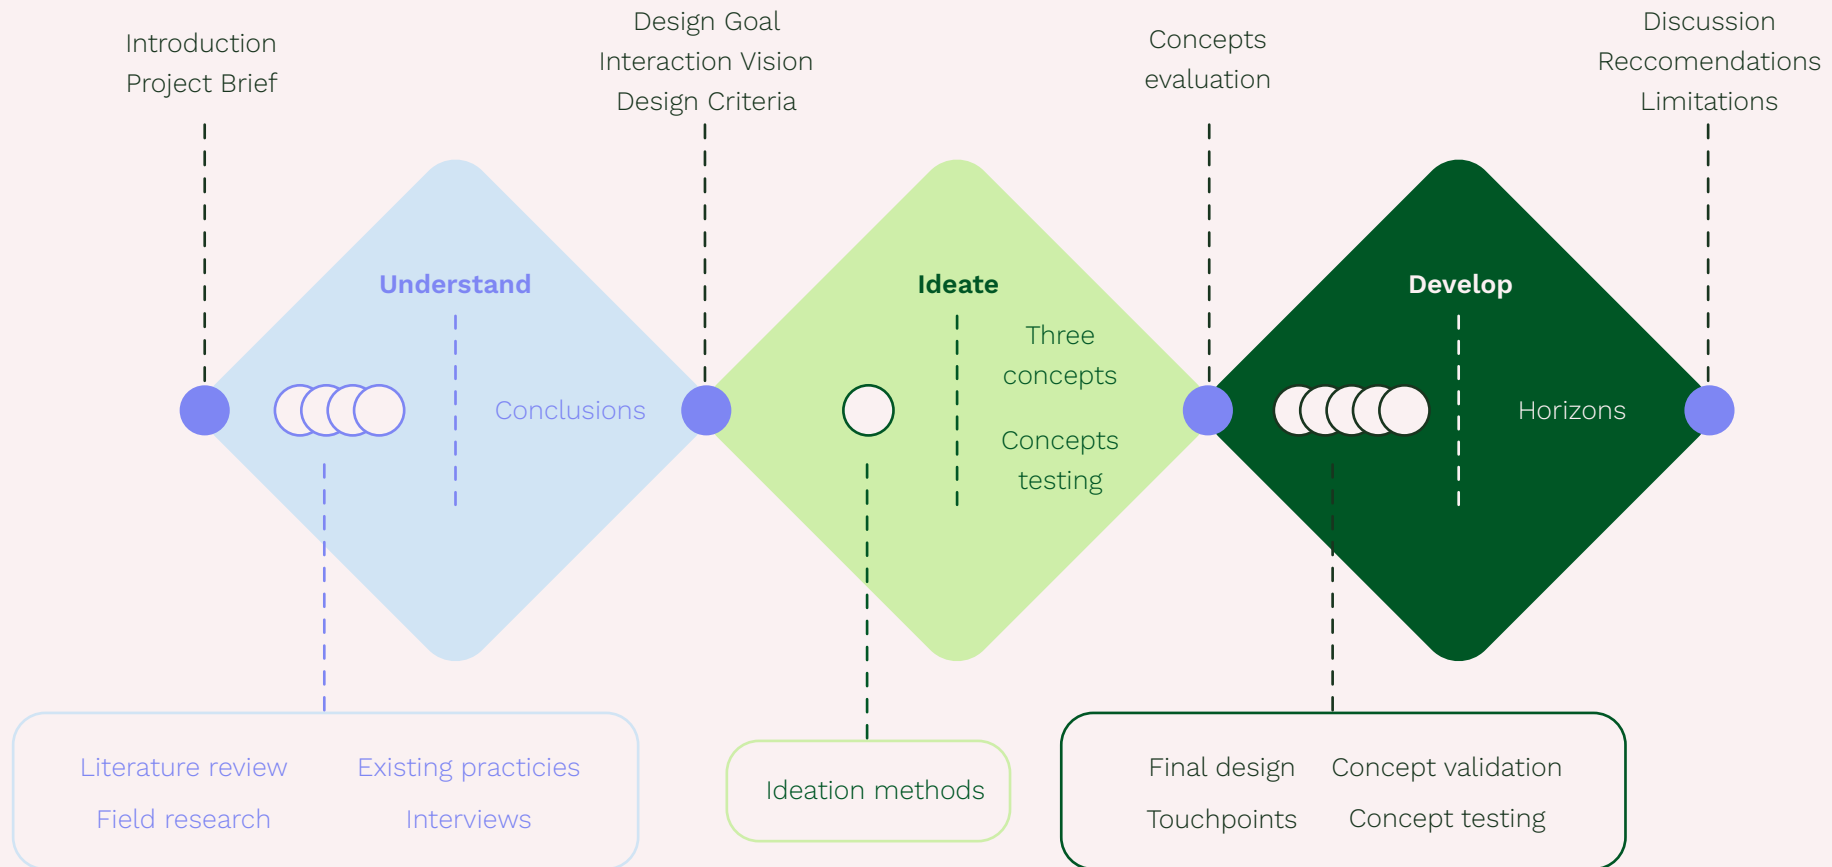 Introduction
Project Brief
Design Goal
Interaction Vision
Design Criteria
Concepts
evaluation
Discussion
Reccomendations
Limitations
Understand
Conclusions
Ideate
Three
concepts
Concepts
testing
Develop
Horizons
Literature review
Existing practicies
Field research
Interviews
Ideation methods
Final design
Concept validation
Touchpoints
Concept testing